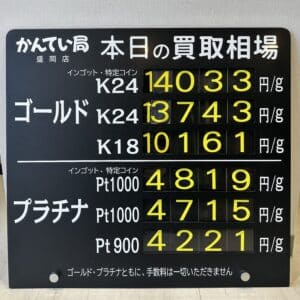 かんてい局 本日の買取相場
盛岡店
インゴット・特定コイン
K24 14033 円/g
ゴールド K24 13743 円/g
K18 10161 円/g
インゴット・特定コイン
Pt1000 4819 円/g
プラチナ Pt1000 4715 円/g
Pt900 4221 円/g
ゴールド・プラチナともに、手数料は一切いただきません